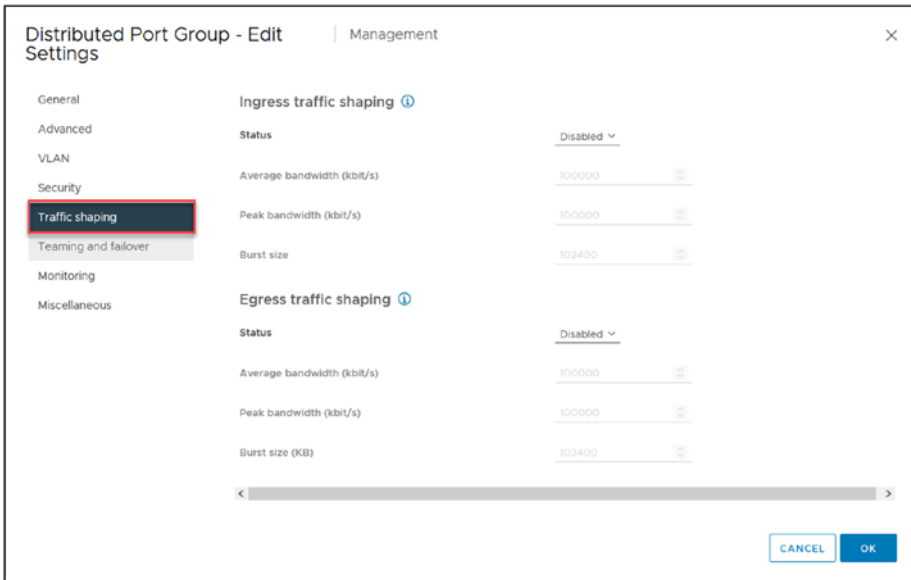 Distributed Port Group - Edit Settings
Management
General
Advanced
VLAN
Security
Traffic shaping
Teaming and failover
Monitoring
Miscellaneous
Ingress traffic shaping
Status Disabled
Average bandwidth (kbit/s) 100000
Peak bandwidth (kbit/s) 100000
Burst size 102400
Egress traffic shaping
Status Disabled
Average bandwidth (kbit/s) 100000
Peak bandwidth (kbit/s) 100000
Burst size (KB) 102400
CANCEL
OK